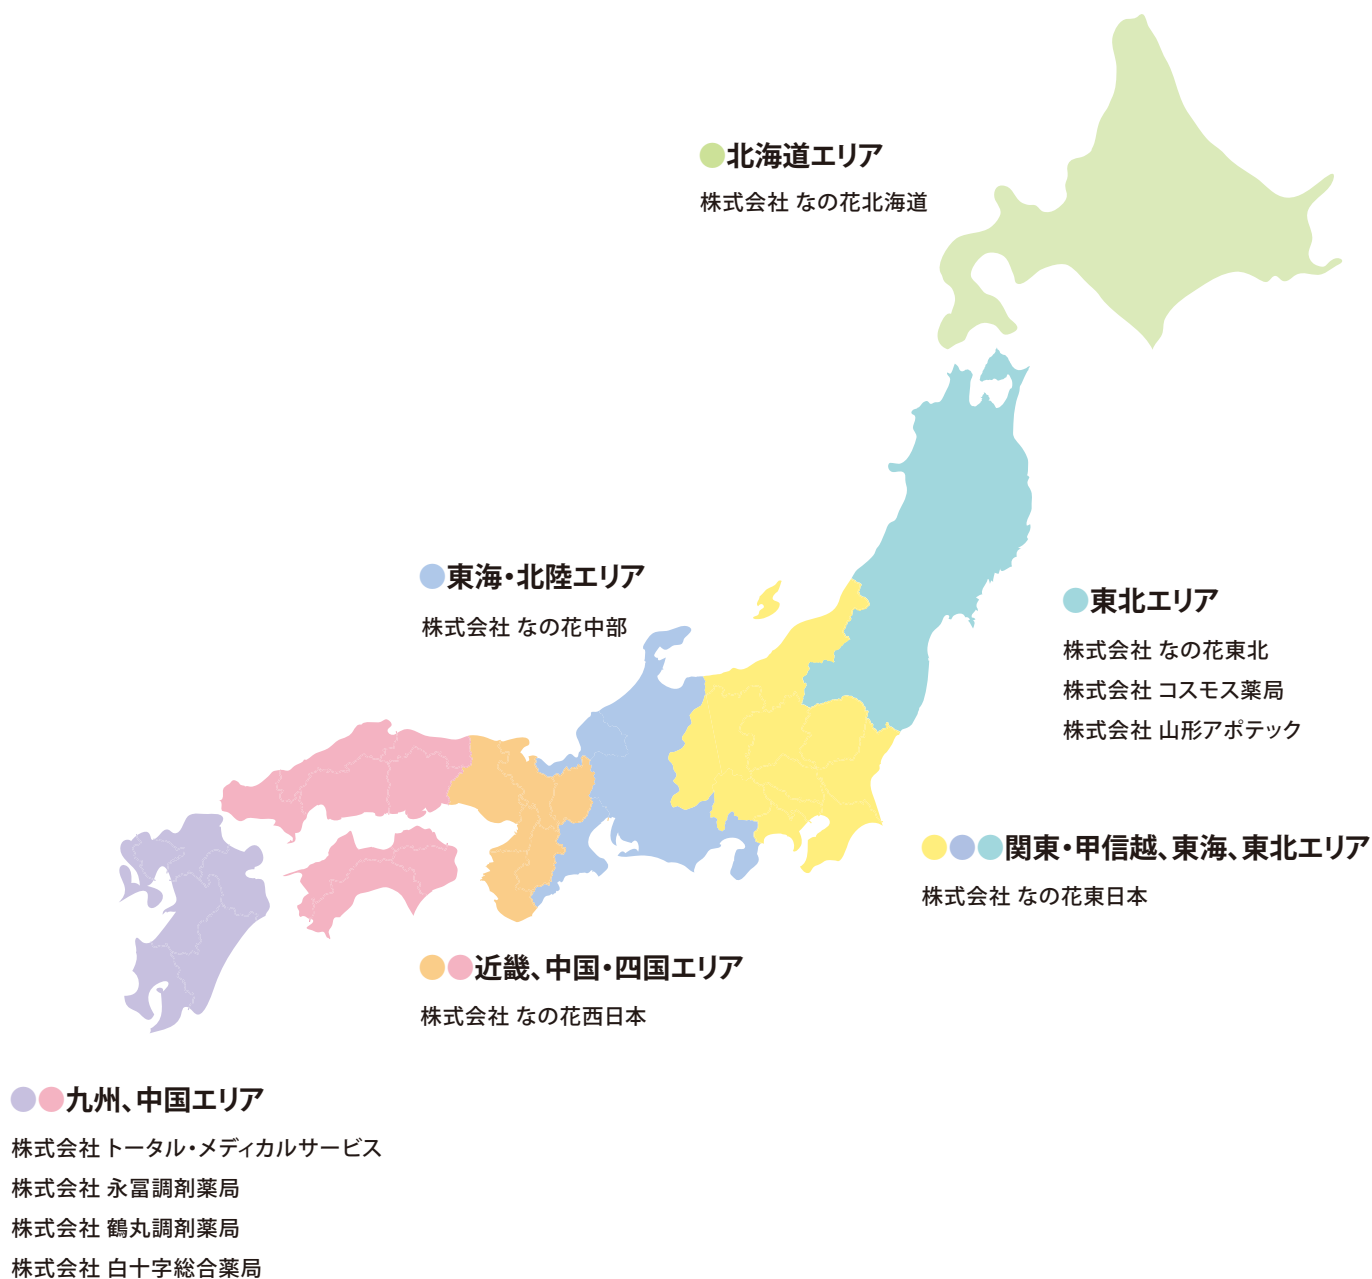 北海道エリア
株式会社 なの花北海道
東海・北陸エリア
株式会社 なの花中部
東北エリア
株式会社 なの花東北
株式会社 コスモス薬局
株式会社 山形アポテック
関東・甲信越、東海、東北エリア
株式会社 なの花東日本
近畿、中国・四国エリア
株式会社 なの花西日本
九州、中国エリア
株式会社 トータル・メディカルサービス
株式会社 永冨調剤薬局
株式会社 鶴丸調剤薬局
株式会社 白十字総合薬局